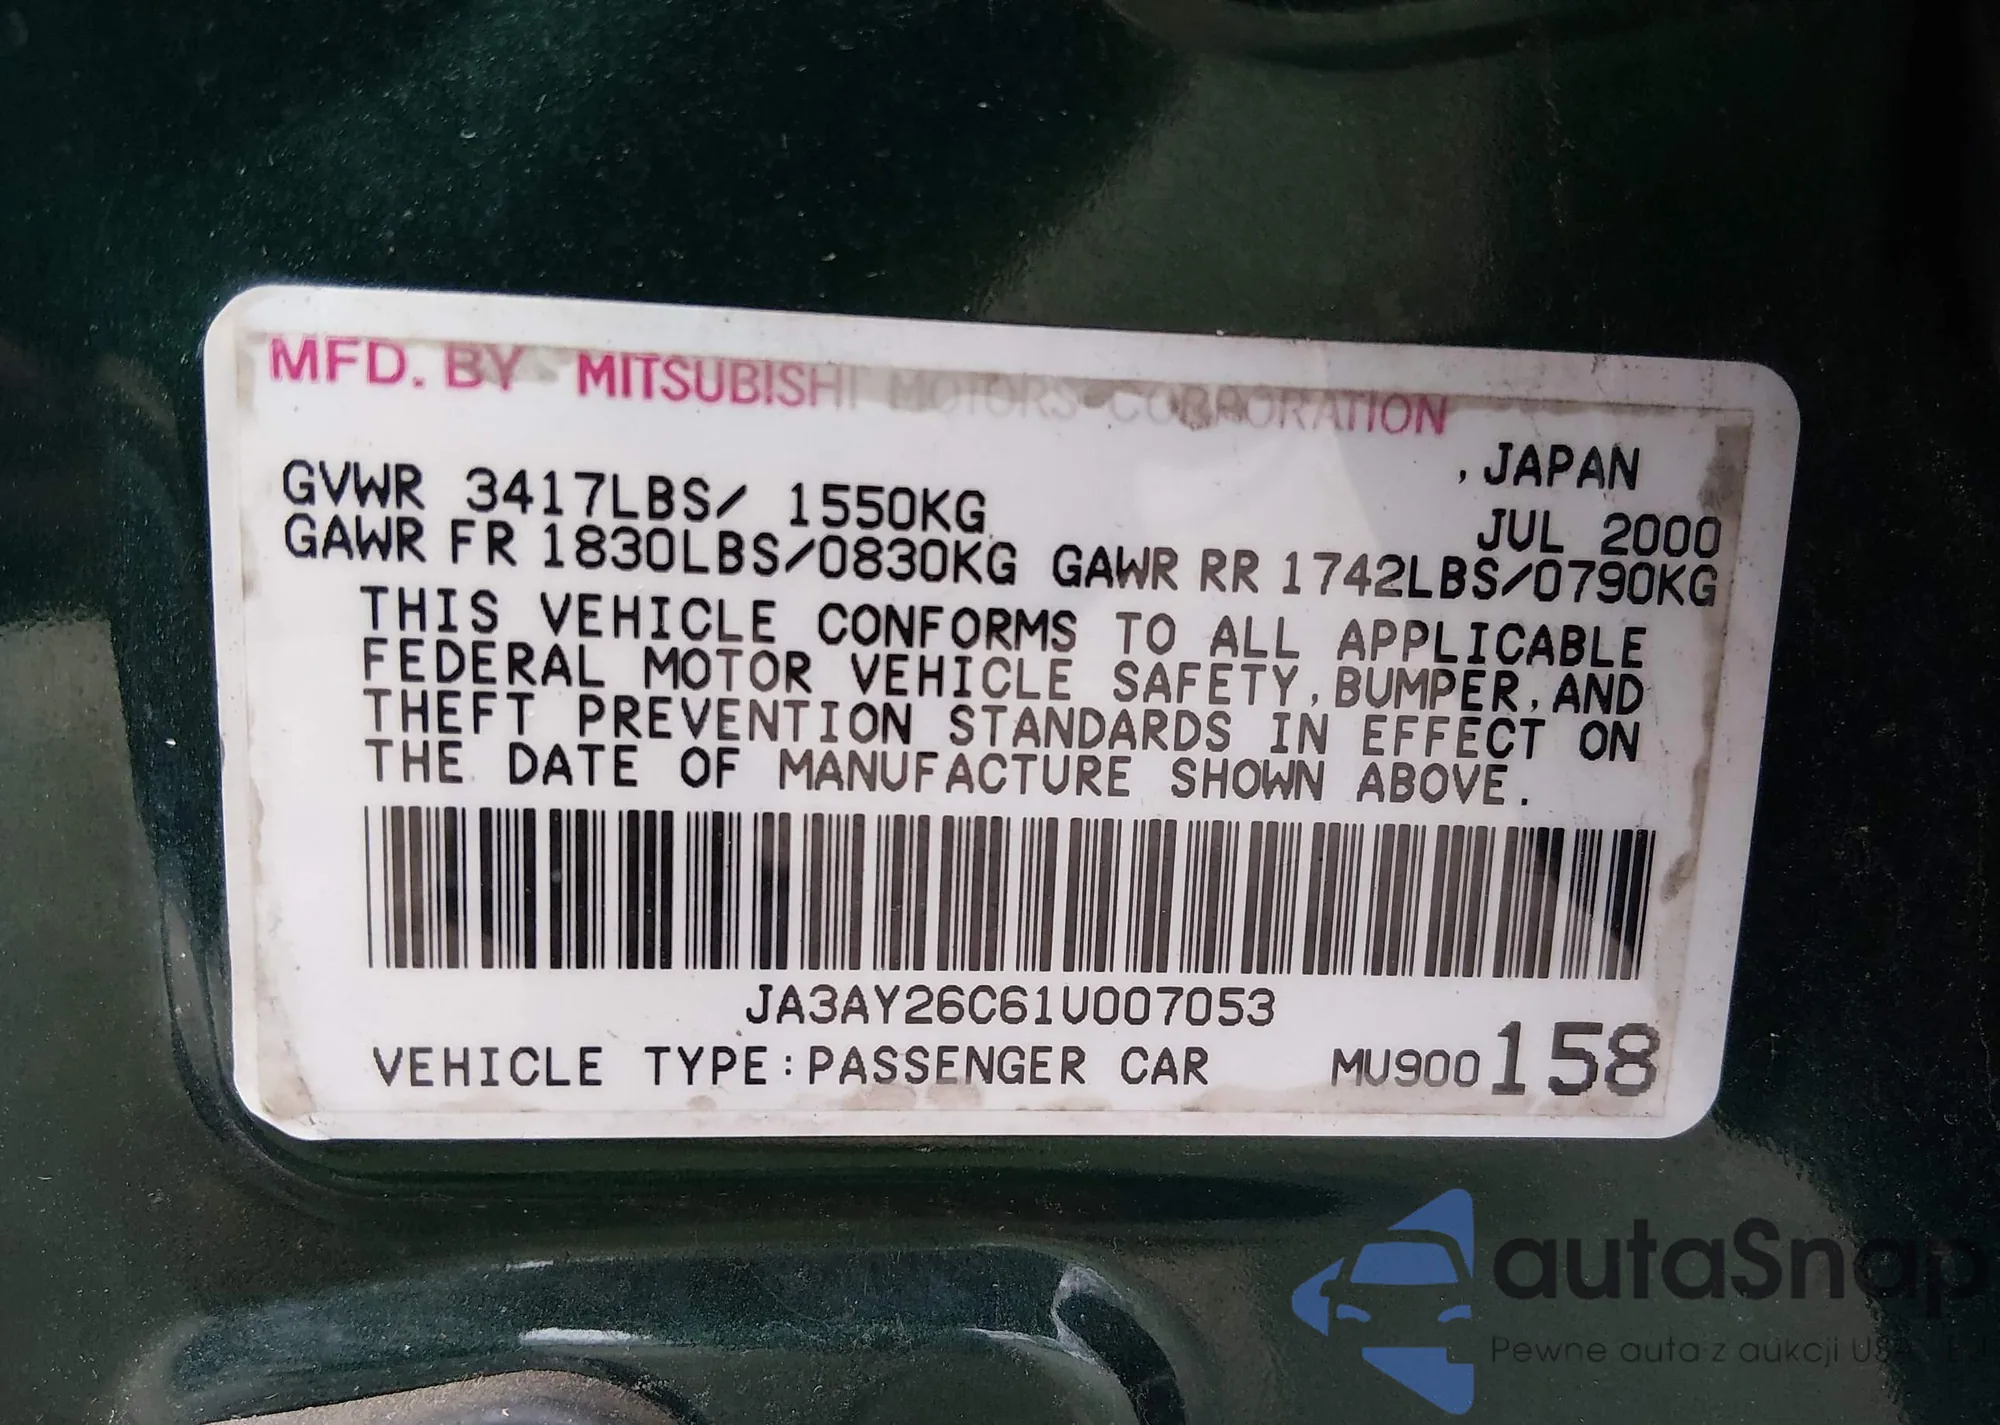 MFD. BY MITSUBISHI MOTORS CORPORATION
, JAPAN
GVWR 3417LBS/ 1550KG
JUL 2000
GAWR FR 1830LBS/0830KG GAWR RR 1742LBS/0790KG
THIS VEHICLE CONFORMS TO ALL APPLICABLE
FEDERAL MOTOR VEHICLE SAFETY, BUMPER, AND
THEFT PREVENTION STANDARDS IN EFFECT ON
THE DATE OF MANUFACTURE SHOWN ABOVE.
JA3AY26C61U007053
VEHICLE TYPE:PASSENGER CAR MU900158
autaSnap
Pewne auta z aukcji